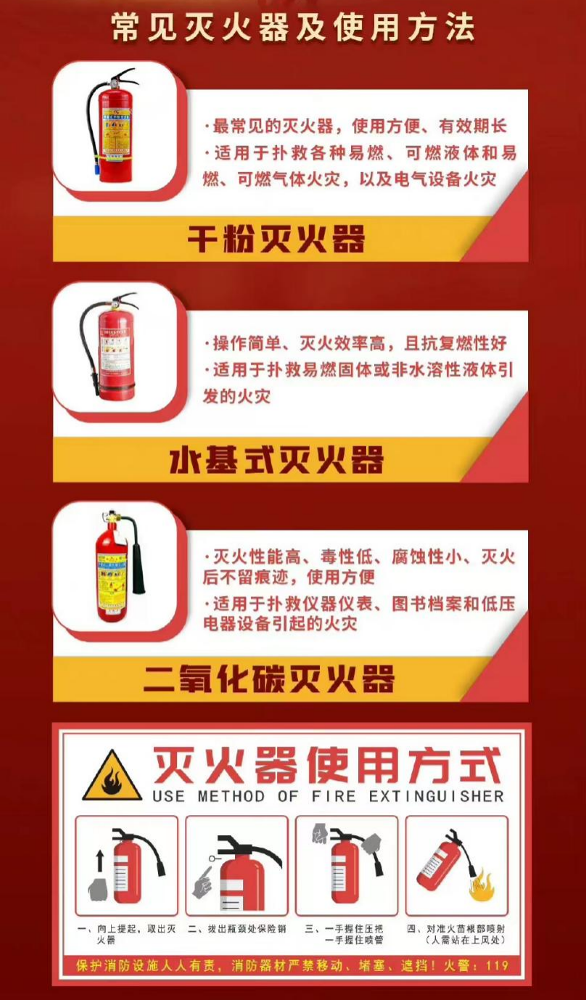 常见灭火器及使用方法
·最常见的灭火器，使用方便、有效期长
·适用于扑救各种易燃、可燃液体和易
燃、可燃气体火灾，以及电气设备火灾
干粉灭火器
·操作简单、灭火效率高，且抗复燃性好
·适用于扑救易燃固体或非水溶性液体引
发的火灾
水基式灭火器
·灭火性能高、毒性低、腐蚀性小、灭火
后不留痕迹，使用方便
·适用于扑救仪器仪表、图书档案和低压
电器设备引起的火灾
二氧化碳灭火器
灭火器使用方式
USE METHOD OF FIRE EXTINGUISHER
一、向上提起，取出灭
火器
二、拨出瓶颈处保险销
三、一手握住压把
一手握住喷管
四、对准火苗根部喷射
（人需站在上风处）
保护消防设施人人有责，消防器材严禁移动、堵塞、遮挡！火警：119